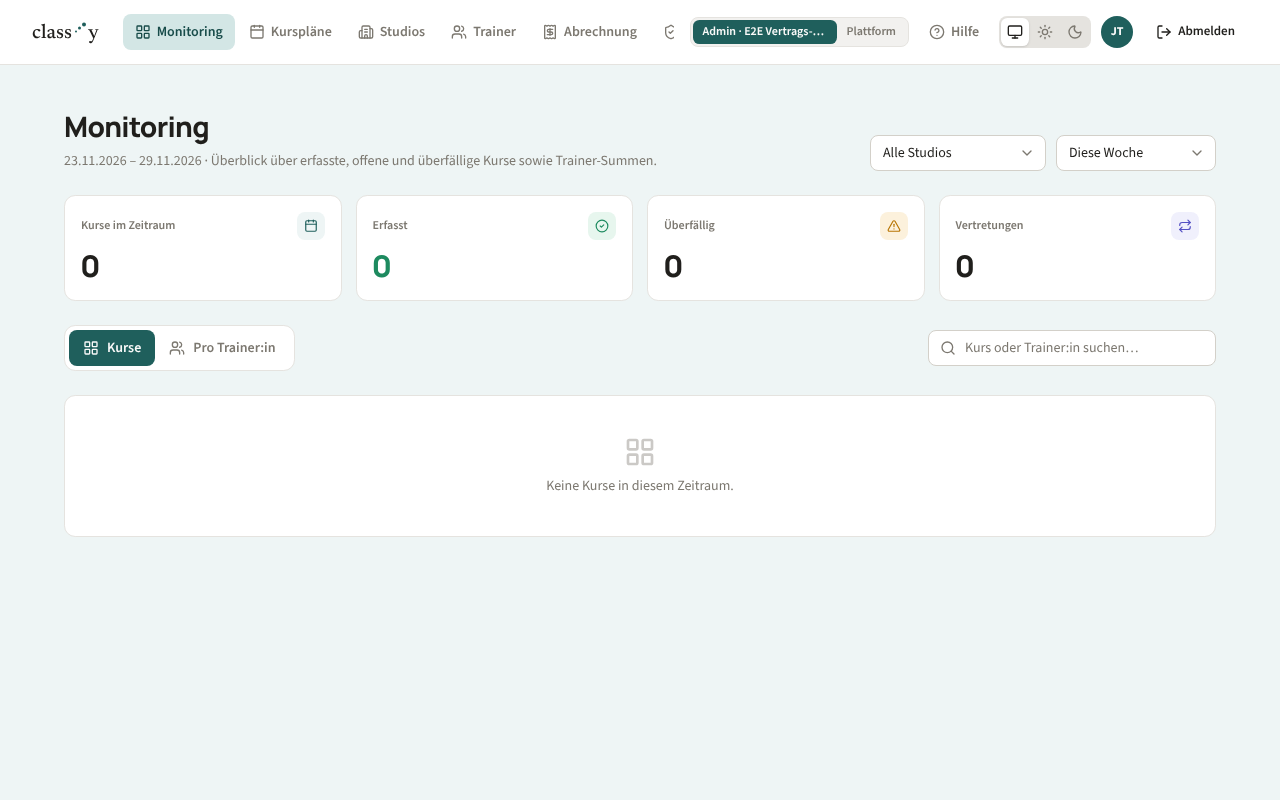 class·y
Monitoring
Kurspläne
Studios
Trainer
Abrechnung
Admin · E2E Vertrags-…
Plattform
Hilfe
JT
Abmelden
Monitoring
23.11.2026 – 29.11.2026 · Überblick über erfasste, offene und überfällige Kurse sowie Trainer-Summen.
Alle Studios
Diese Woche
Kurse im Zeitraum
Erfasst
Überfällig
Vertretungen
0
0
0
0
Kurse
Pro Trainer:in
Kurs oder Trainer:in suchen…
Keine Kurse in diesem Zeitraum.